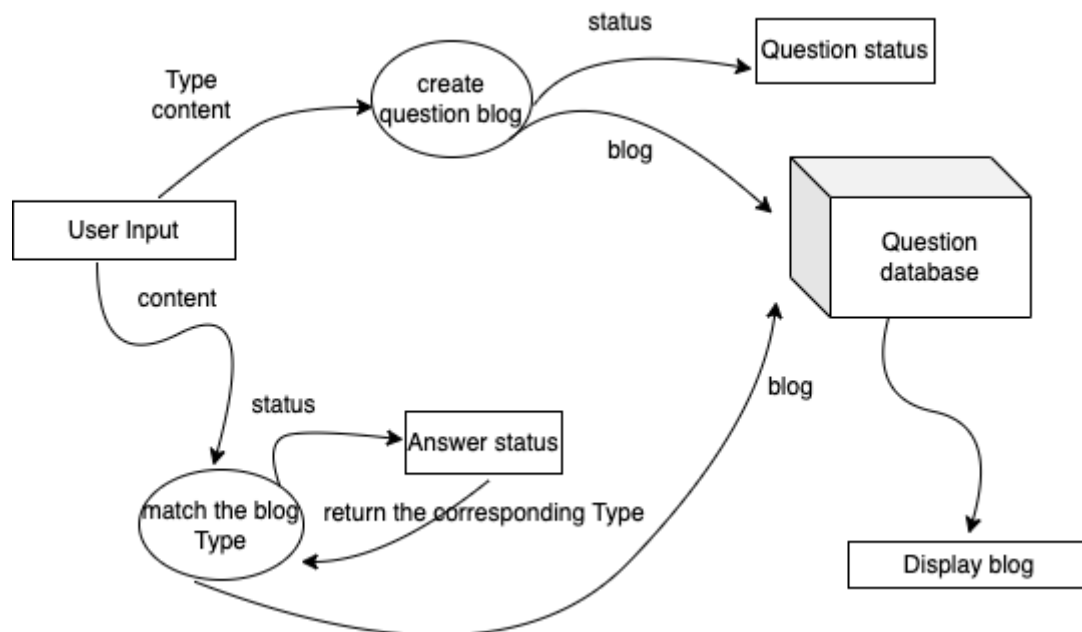 status
Question status
Type
content
create
question blog
blog
User Input
Question
database
content
blog
status
Answer status
match the blog
Type
return the corresponding Type
Display blog